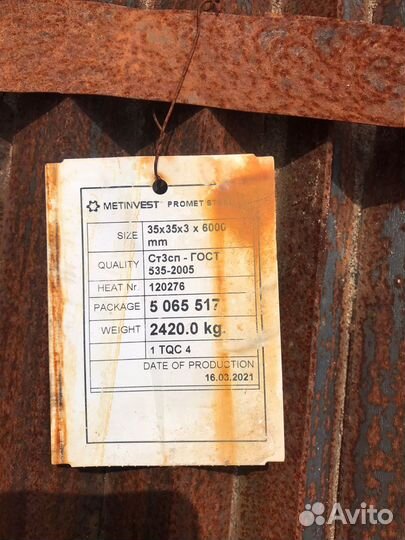 METINVEST PROMET ST
SIZE 35x35x3 x 6000 mm
QUALITY Ст3сп - ГОСТ 535-2005
HEAT Nr. 120276
PACKAGE 5 065 517
WEIGHT 2420.0 kg.
1 TQC 4
DATE OF PRODUCTION
16.03.2021
Avito